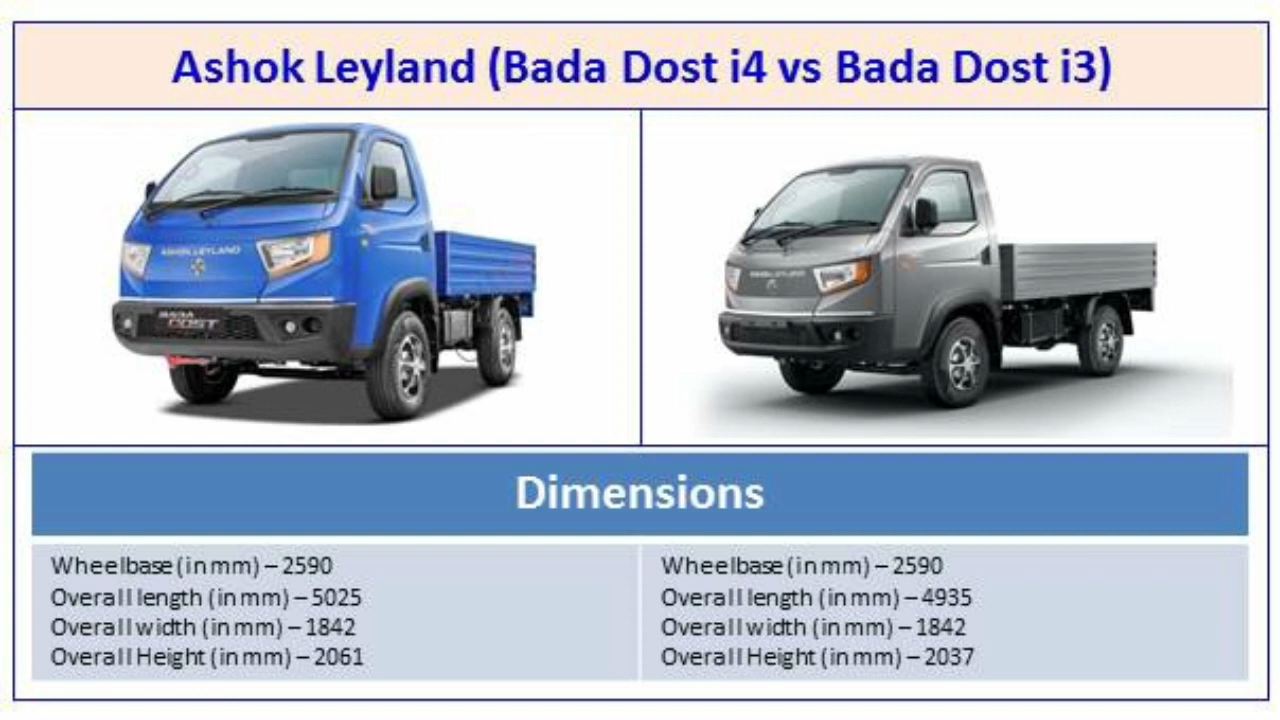 Ashok Leyland (Bada Dost i4 vs Bada Dost i3)
ASHOK LEYLAND
BADA
DOST
ASHOK LEYLAND
Dimensions
Wheelbase (in mm) – 2590
Overall length (in mm) – 5025
Overall width (in mm) – 1842
Overall Height (in mm) – 2061
Wheelbase (in mm) – 2590
Overall length (in mm) – 4935
Overall width (in mm) – 1842
Overall Height (in mm) – 2037